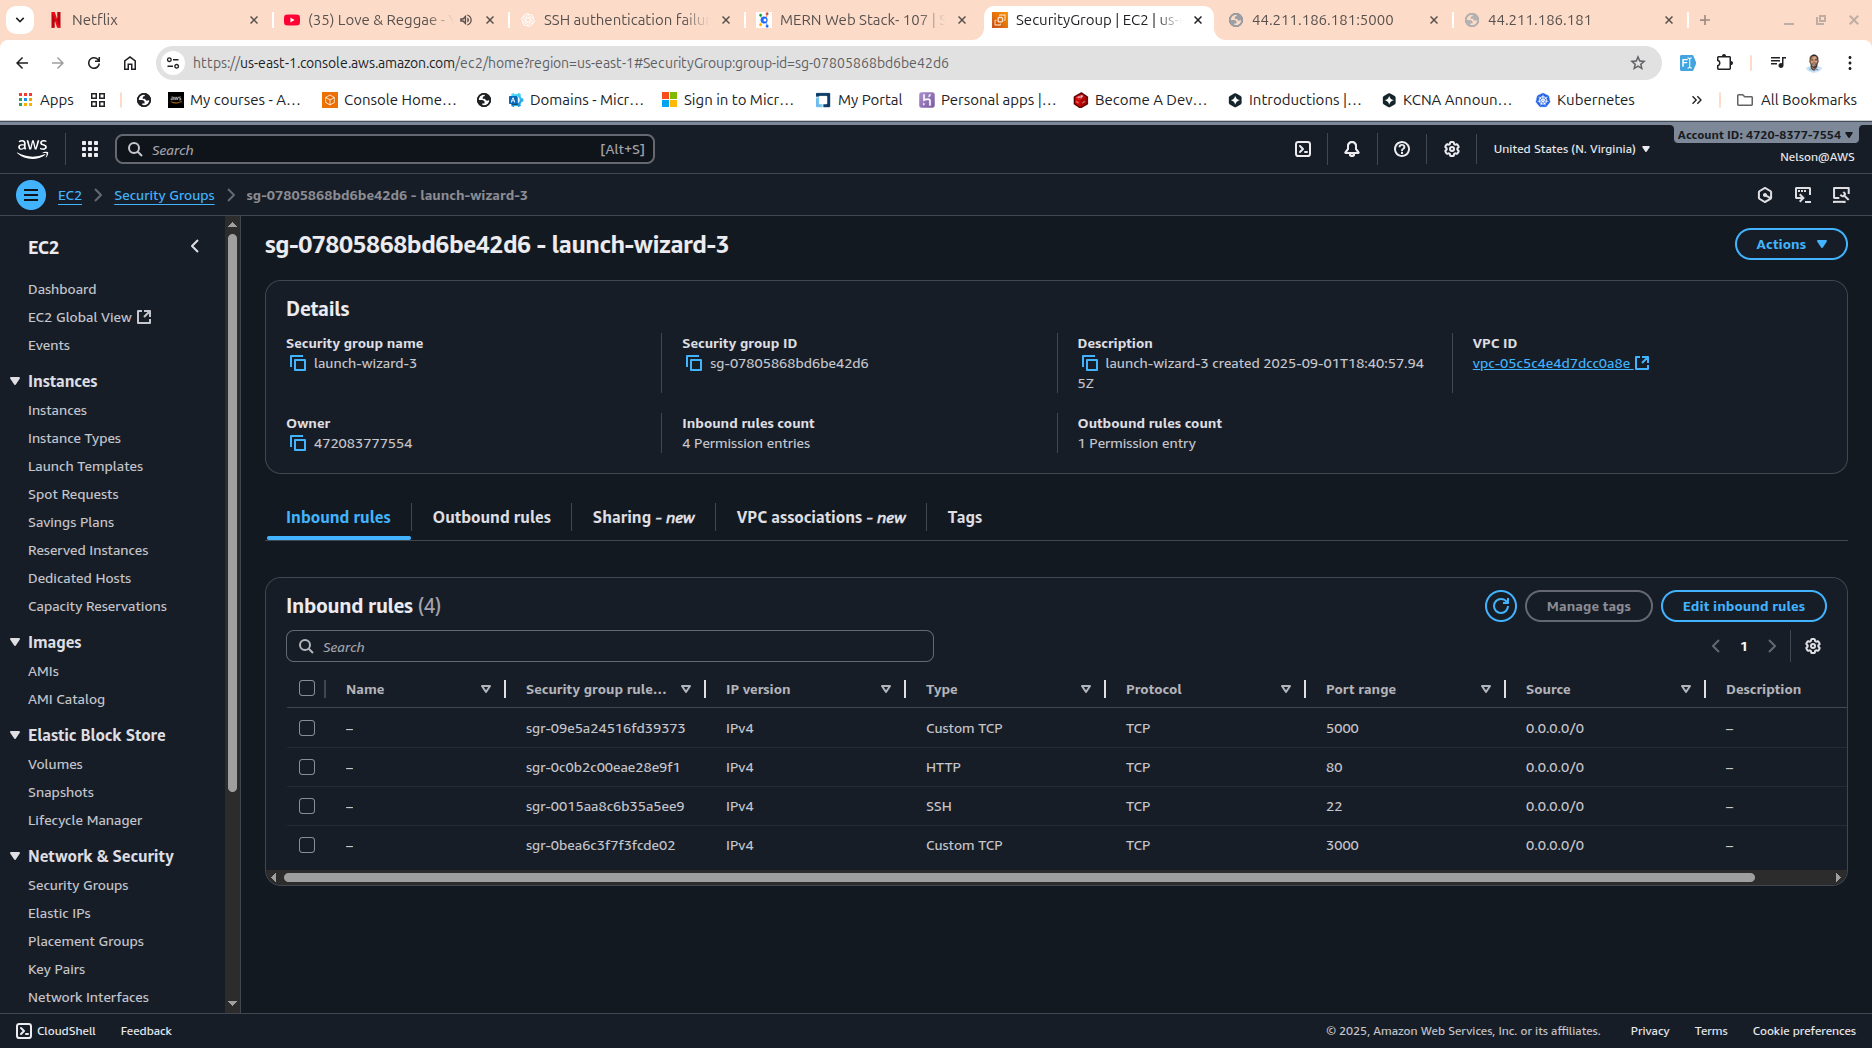 Netflix
(35) Love & Reggae -
SSH authentication failu
MERN Web Stack- 107 |
SecurityGroup | EC2 | us-
44.211.186.181:5000
44.211.186.181
https://us-east-1.console.aws.amazon.com/ec2/home?region=us-east-1#SecurityGroup:group-id=sg-07805868bd6be42d6
Apps
My courses - A...
Console Home...
Domains - Micr...
Sign in to Micr...
My Portal
Personal apps |...
Become A Dev...
Introductions |...
KCNA Announ...
Kubernetes
»
All Bookmarks
aws
Search
[Alt+S]
United States (N. Virginia)
Account ID: 4720-8377-7554
Nelson@AWS
EC2
Security Groups
sg-07805868bd6be42d6 - launch-wizard-3
EC2
Dashboard
EC2 Global View
Events
Instances
Instances
Instance Types
Launch Templates
Spot Requests
Savings Plans
Reserved Instances
Dedicated Hosts
Capacity Reservations
Images
AMIs
AMI Catalog
Elastic Block Store
Volumes
Snapshots
Lifecycle Manager
Network & Security
Security Groups
Elastic IPs
Placement Groups
Key Pairs
Network Interfaces
sg-07805868bd6be42d6 - launch-wizard-3
Actions
Details
Security group name
launch-wizard-3
Security group ID
sg-07805868bd6be42d6
Description
launch-wizard-3 created 2025-09-01T18:40:57.94
5Z
VPC ID
vpc-05c5c4e4d7dcc0a8e
Owner
472083777554
Inbound rules count
4 Permission entries
Outbound rules count
1 Permission entry
Inbound rules
Outbound rules
Sharing - new
VPC associations - new
Tags
Inbound rules (4)
Manage tags
Edit inbound rules
Search
1
Name Security group rule... IP version Type Protocol Port range Source Description
– sgr-09e5a24516fd39373 IPv4 Custom TCP TCP 5000 0.0.0.0/0 –
– sgr-0c0b2c00eae28e9f1 IPv4 HTTP TCP 80 0.0.0.0/0 –
– sgr-0015aa8c6b35a5ee9 IPv4 SSH TCP 22 0.0.0.0/0 –
– sgr-0bea6c3f7f3fcde02 IPv4 Custom TCP TCP 3000 0.0.0.0/0 –
CloudShell
Feedback
© 2025, Amazon Web Services, Inc. or its affiliates.
Privacy
Terms
Cookie preferences